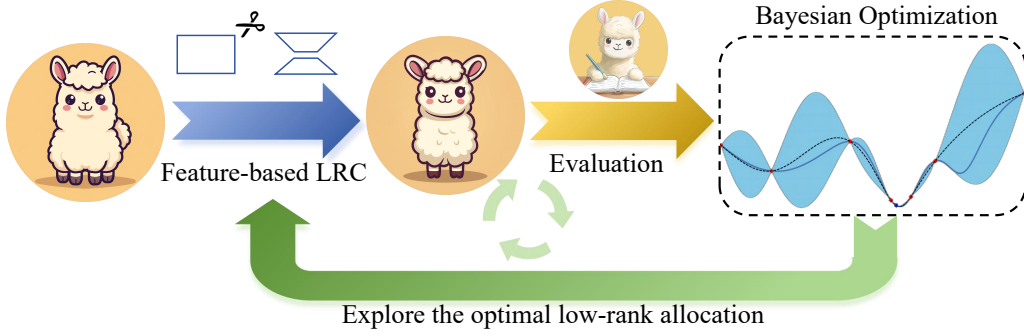 Bayesian Optimization
Feature-based LRC
Evaluation
Explore the optimal low-rank allocation